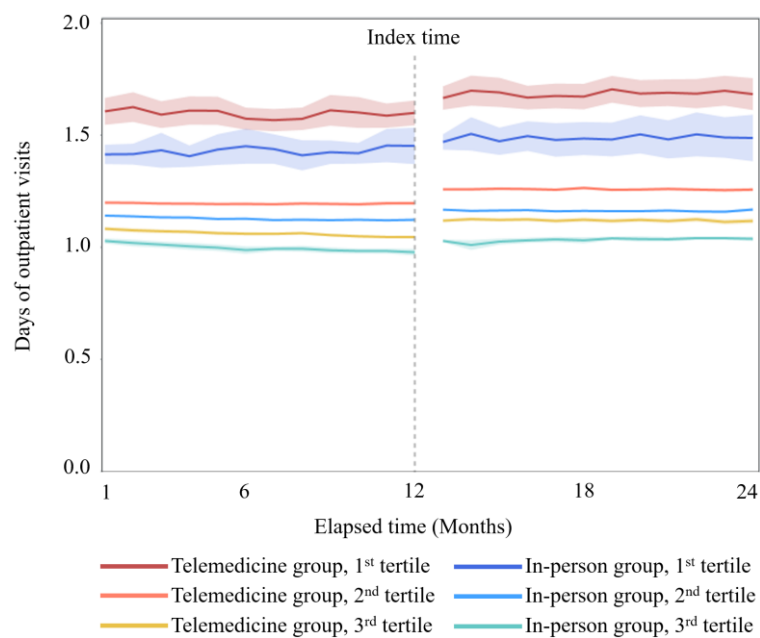 2.0
Index time
1.5
1.0
0.5
0.0
Days of outpatient visits
1 6 12 18 24
Elapsed time (Months)
Telemedicine group, 1st tertile In-person group, 1st tertile
Telemedicine group, 2nd tertile In-person group, 2nd tertile
Telemedicine group, 3rd tertile In-person group, 3rd tertile